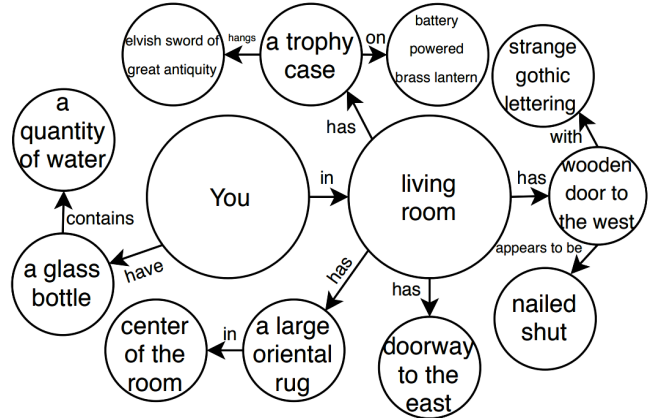 elvish sword of
great antiquity
hangs
a trophy
case
on
battery
powered
brass lantern
strange
gothic
lettering
a
quantity
of water
has
with
You
in
living
room
has
wooden
door to
the west
contains
appears to be
a glass
bottle
have
has
has
nailed
shut
center
of the
room
in
a large
oriental
rug
doorway
to the
east